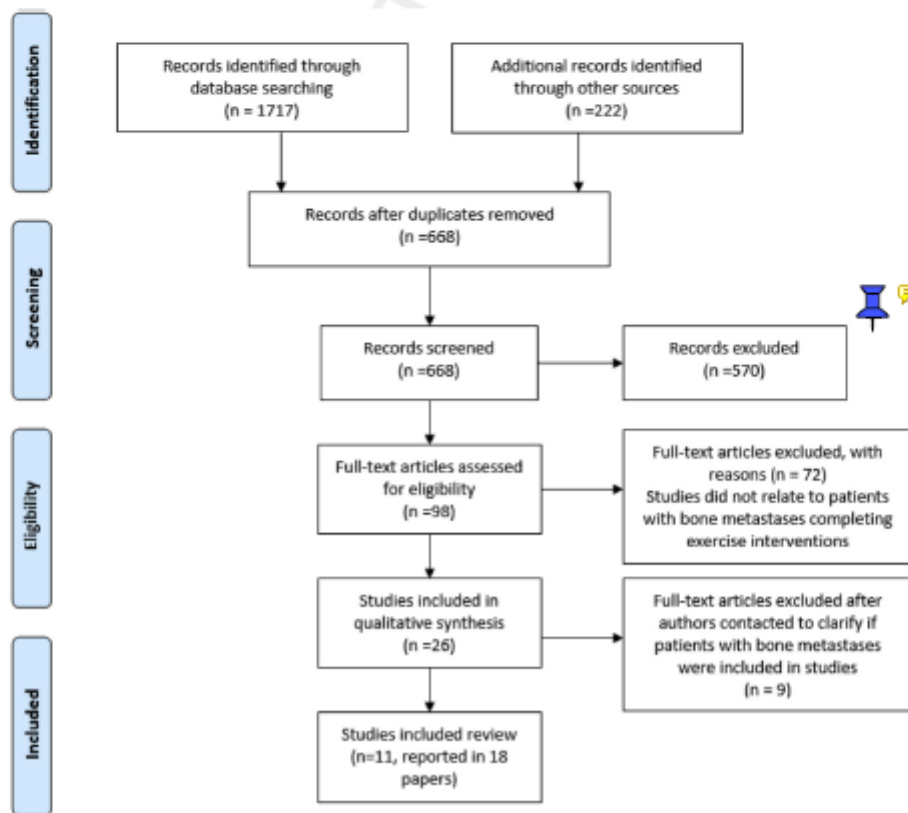 Identification
Records identified through
database searching
(n = 1717)
Additional records identified
through other sources
(n =222)
Records after duplicates removed
(n =668)
Screening
Records screened
(n =668)
Records excluded
(n =570)
Eligibility
Full-text articles assessed
for eligibility
(n =98)
Full-text articles excluded, with
reasons (n = 72)
Studies did not relate to patients
with bone metastases completing
exercise interventions
Studies included in
qualitative synthesis
(n =26)
Full-text articles excluded after
authors contacted to clarify if
patients with bone metastases
were included in studies
(n = 9)
Included
Studies included review
(n=11, reported in 18
papers)